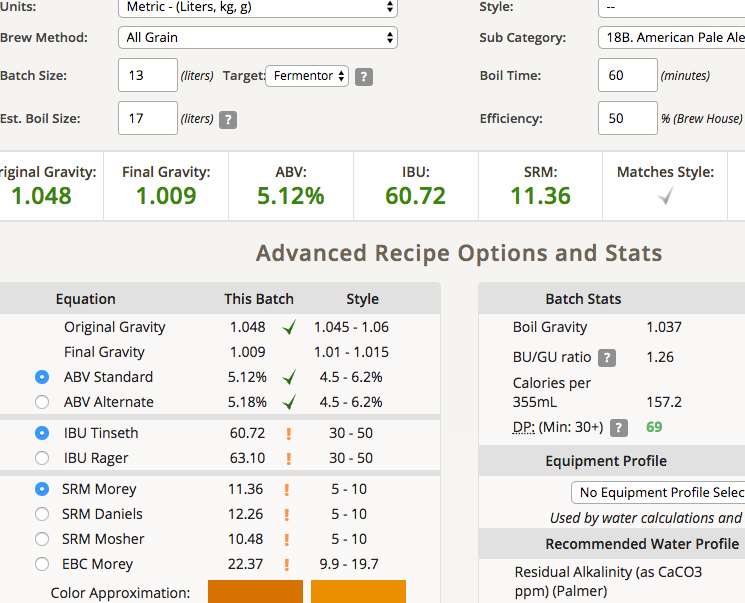 Units: Metric - (Liters, kg, g) Style: --
Brew Method: All Grain Sub Category: 18B. American Pale Ale
Batch Size: 13 (liters) Target: Fermentor ? Boil Time: 60 (minutes)
Est. Boil Size: 17 (liters) ? Efficiency: 50 % (Brew House)
riginal Gravity: Final Gravity: ABV: IBU: SRM: Matches Style:
1.048 1.009 5.12% 60.72 11.36
Advanced Recipe Options and Stats
Equation This Batch Style Batch Stats
Original Gravity 1.048 1.045 - 1.06 Boil Gravity 1.037
Final Gravity 1.009 1.01 - 1.015 BU/GU ratio ? 1.26
ABV Standard 5.12% 4.5 - 6.2% Calories per
ABV Alternate 5.18% 4.5 - 6.2% 355mL 157.2
IBU Tinseth 60.72 ! 30 - 50 DP: (Min: 30+) ? 69
IBU Rager 63.10 ! 30 - 50 Equipment Profile
SRM Morey 11.36 ! 5 - 10 No Equipment Profile Selec
SRM Daniels 12.26 ! 5 - 10 Used by water calculations and
SRM Mosher 10.48 ! 5 - 10 Recommended Water Profile
EBC Morey 22.37 ! 9.9 - 19.7 Residual Alkalinity (as CaCO3
Color Approximation: ppm) (Palmer)